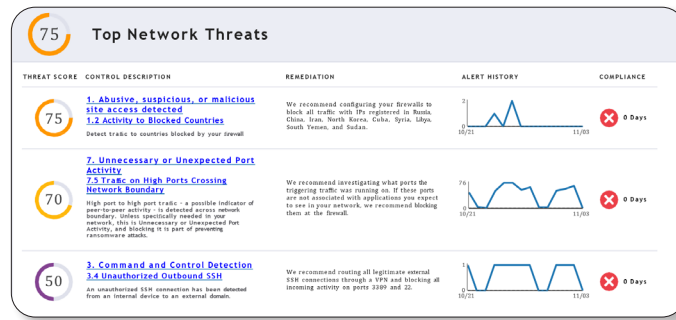 75 Top Network Threats
THREAT SCORE CONTROL DESCRIPTION REMEDIATION ALERT HISTORY COMPLIANCE
75
1. Abusive, suspicious, or malicious
site access detected
1.2 Activity to Blocked Countries
Detect traffic to countries blocked by your firewall
We recommend configuring your firewalls to
block all traffic with IPs registered in Russia,
China, Iran, North Korea, Cuba, Syria, Libya,
South Yemen, and Sudan.
2
0
10/21 11/03
0 Days
70
7. Unnecessary or Unexpected Port
Activity
7.5 Traffic on High Ports Crossing
Network Boundary
High port to high port traffic - a possible indicator of
peer-to-peer activity - is detected across network
boundary. Unless specifically needed in your
network, this is Unnecessary or Unexpected Port
Activity, and blocking it is part of preventing
ransomware attacks.
We recommend investigating what ports the
triggering traffic was running on. If these ports
are not associated with applications you expect
to see in your network, we recommend blocking
them at the firewall.
76
0
10/21 11/03
0 Days
50
3. Command and Control Detection
3.4 Unauthorized Outbound SSH
An unauthorized SSH connection has been detected
from an internal device to an external domain.
We recommend routing all legitimate external
SSH connections through a VPN and blocking all
incoming activity on ports 3389 and 22.
1
0
10/21 11/03
0 Days